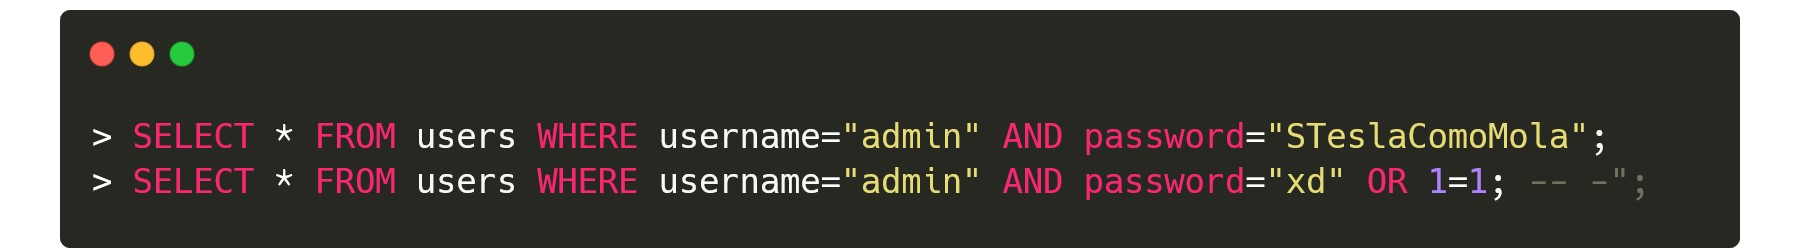 > SELECT * FROM users WHERE username="admin" AND password="STeslaComoMola";
> SELECT * FROM users WHERE username="admin" AND password="xd" OR 1=1; -- -";